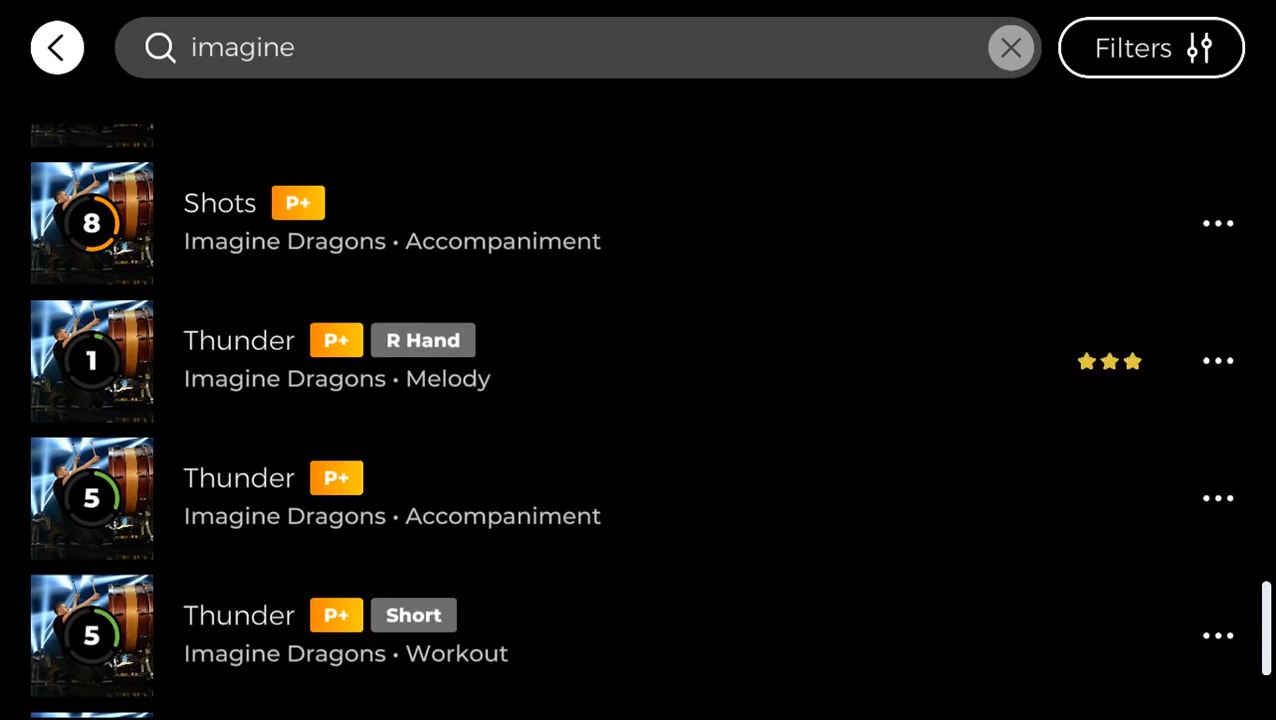 imagine
Filters
8
Shots P+
Imagine Dragons • Accompaniment
1
Thunder P+ R Hand
Imagine Dragons • Melody
5
Thunder P+
Imagine Dragons • Accompaniment
5
Thunder P+ Short
Imagine Dragons • Workout